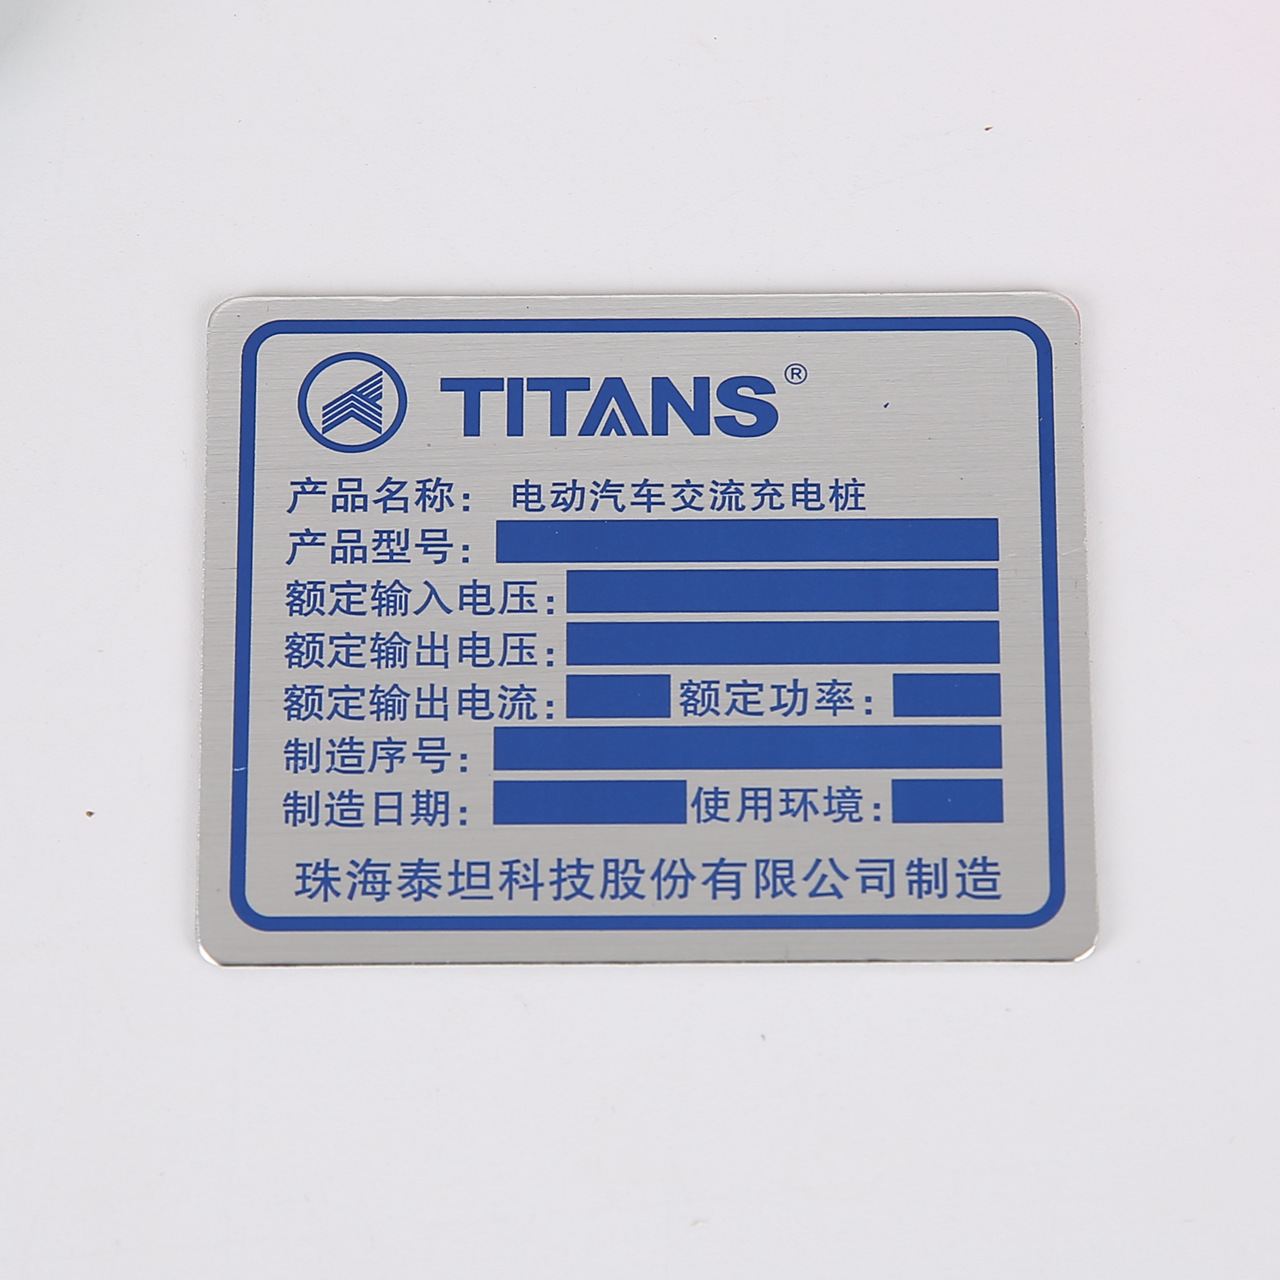 TITANS®
产品名称: 电动汽车交流充电桩
产品型号:
额定输入电压:
额定输出电压:
额定输出电流: 额定功率:
制造序号:
制造日期: 使用环境:
珠海泰坦科技股份有限公司制造